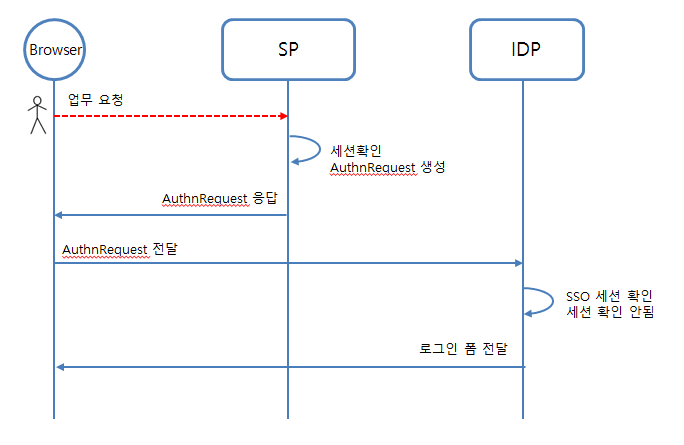 Browser
SP
IDP
업무 요청
세션확인
AuthnRequest 생성
AuthnRequest 응답
AuthnRequest 전달
SSO 세션 확인
세션 확인 안됨
로그인 폼 전달